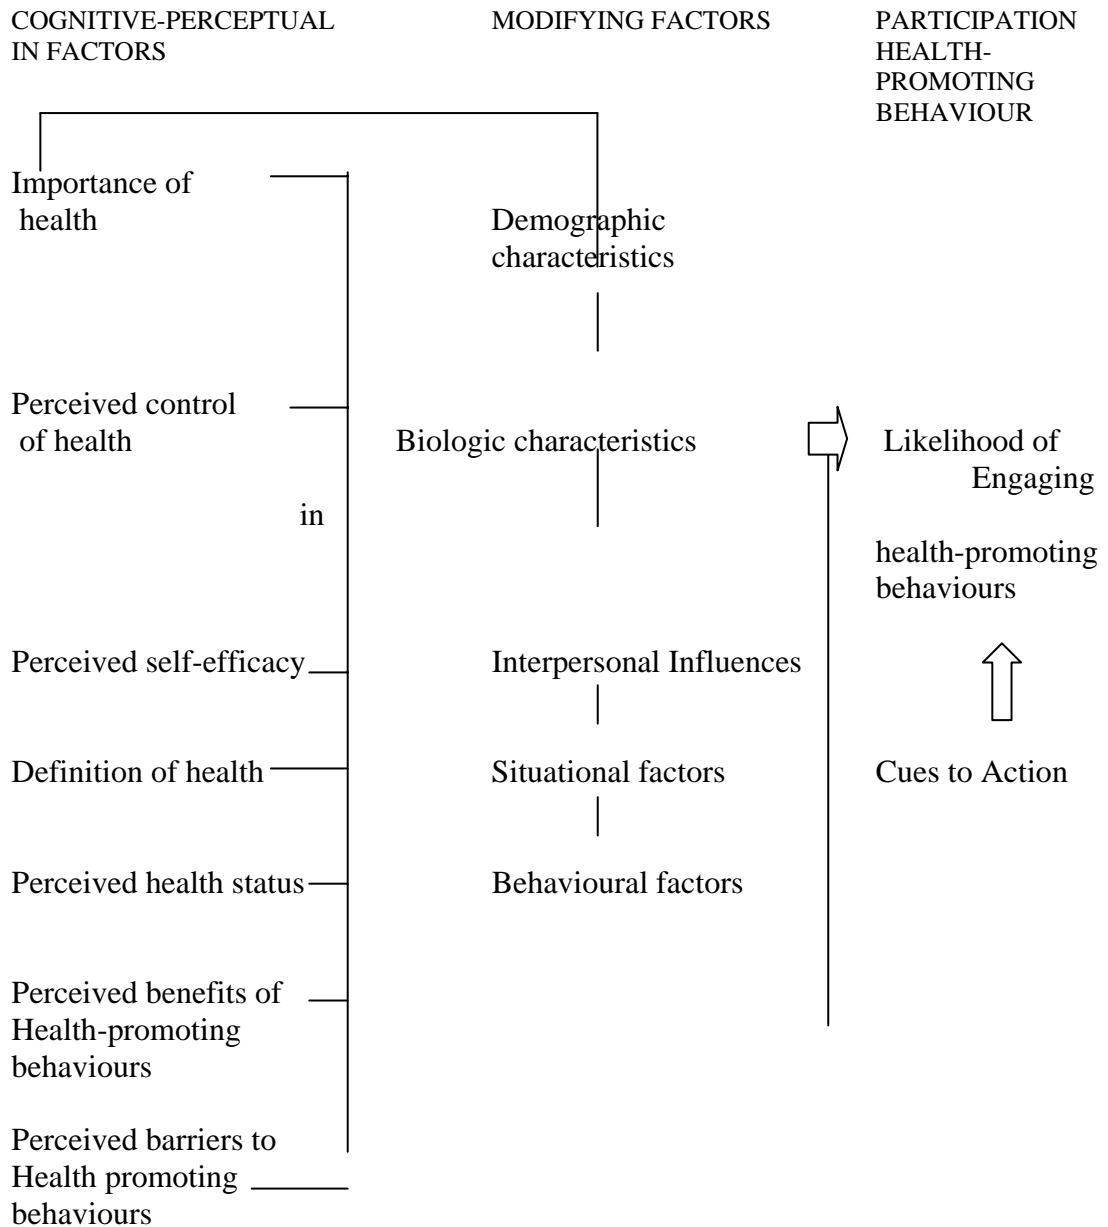 COGNITIVE-PERCEPTUAL
IN FACTORS
MODIFYING FACTORS
PARTICIPATION
HEALTH-
PROMOTING
BEHAVIOUR
Importance of
health
Demographic
characteristics
Perceived control
of health
Biologic characteristics
Likelihood of
Engaging
in
health-promoting
behaviours
Perceived self-efficacy
Interpersonal Influences
Definition of health
Situational factors
Cues to Action
Perceived health status
Behavioural factors
Perceived benefits of
Health-promoting
behaviours
Perceived barriers to
Health promoting
behaviours